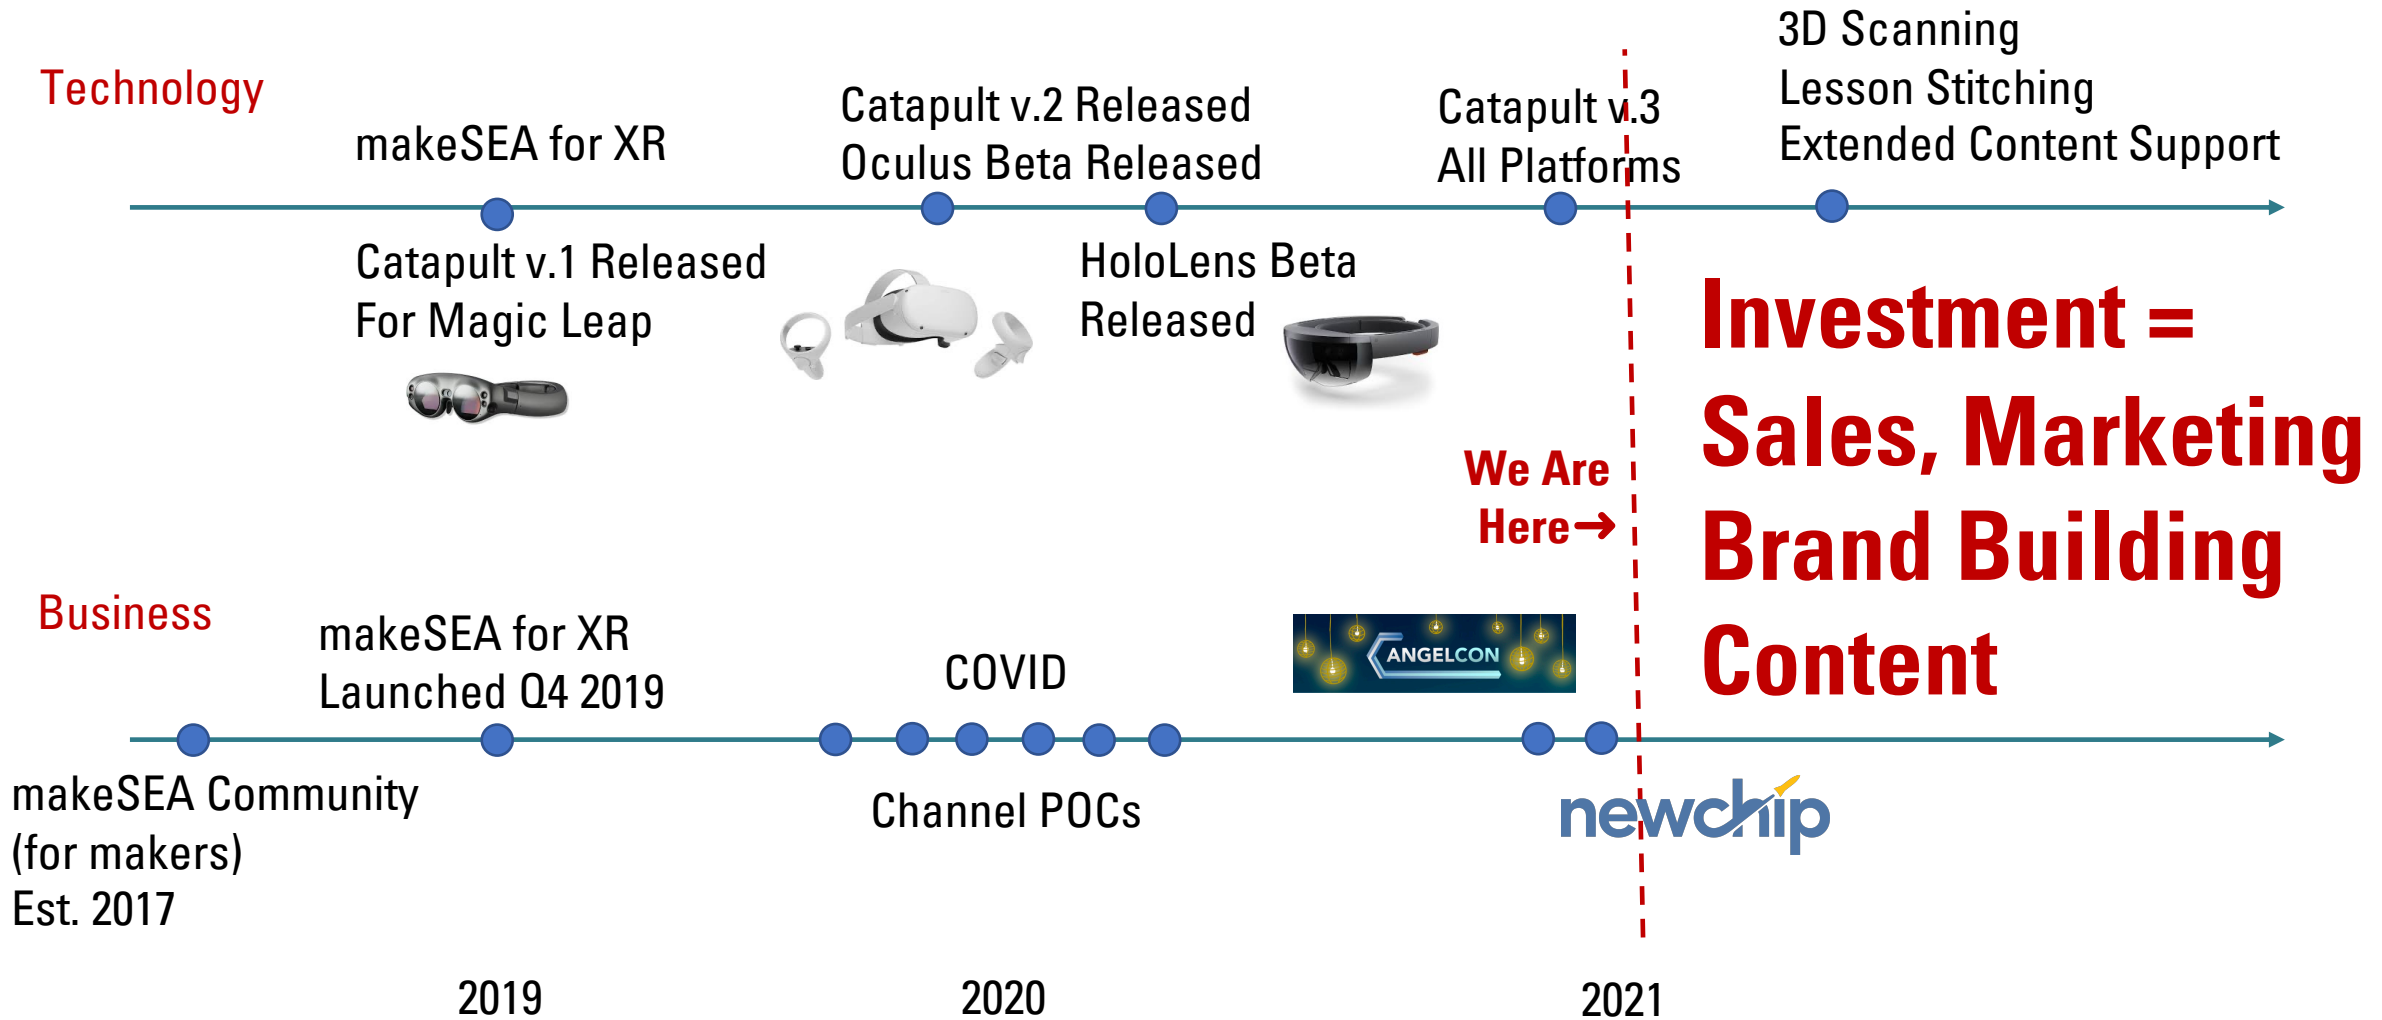 Technology
makeSEA for XR
Catapult v.2 Released
Oculus Beta Released
Catapult v.3
All Platforms
3D Scanning
Lesson Stitching
Extended Content Support
Catapult v.1 Released
For Magic Leap
HoloLens Beta
Released
Investment =
Sales, Marketing
Brand Building
Content
We Are
Here→
Business
makeSEA for XR
Launched Q4 2019
COVID
ANGELCON
makeSEA Community
(for makers)
Est. 2017
Channel POCs
newchip
2019
2020
2021